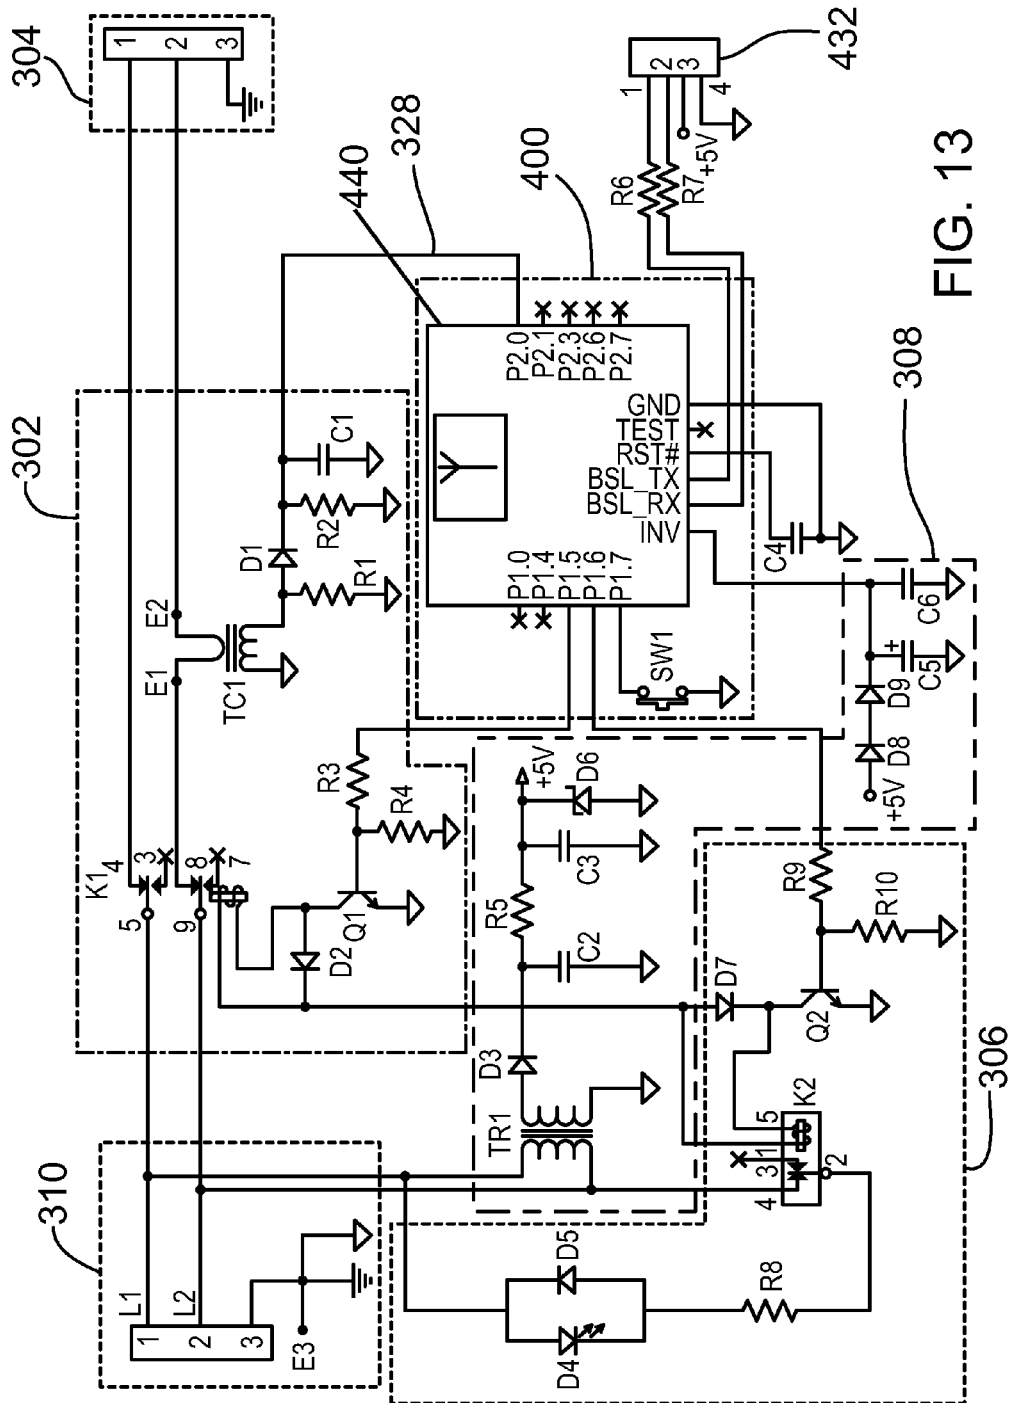 304
1
2
3
432
1
2
3
4
+5V
R6
R7
328
440
400
FIG. 13
302
C1
R2
D1
R1
E2
E1
TC1
P2.0
P2.1
P2.3
P2.6
P2.7
GND
TEST
RST#
BSL_TX
BSL_RX
INV
P1.0
P1.4
P1.5
P1.6
P1.7
SW1
C4
308
C6
+
C5
D9
D8
+5V
K1
4
3
8
7
5
9
R3
R4
Q1
D2
+5V
D6
C3
R5
C2
D3
TR1
R9
R10
D7
Q2
K2
5
1
3
4
2
306
310
L1
L2
1
2
3
E3
D5
D4
R8